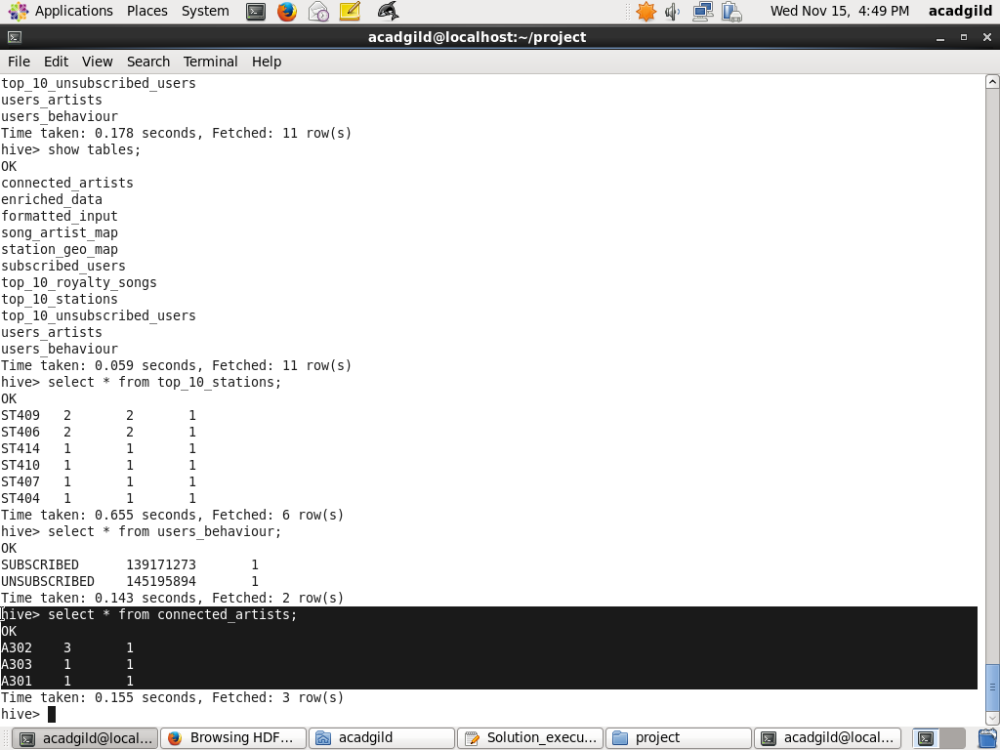 Applications Places System Wed Nov 15, 4:49 PM acadgild
acadgild@localhost:~/project
File Edit View Search Terminal Help
top_10_unsubscribed_users
users_artists
users_behaviour
Time taken: 0.178 seconds, Fetched: 11 row(s)
hive> show tables;
OK
connected_artists
enriched_data
formatted_input
song_artist_map
station_geo_map
subscribed_users
top_10_royalty_songs
top_10_stations
top_10_unsubscribed_users
users_artists
users_behaviour
Time taken: 0.059 seconds, Fetched: 11 row(s)
hive> select * from top_10_stations;
OK
ST409 2 2 1
ST406 2 2 1
ST414 1 1 1
ST410 1 1 1
ST407 1 1 1
ST404 1 1 1
Time taken: 0.655 seconds, Fetched: 6 row(s)
hive> select * from users_behaviour;
OK
SUBSCRIBED 139171273 1
UNSUBSCRIBED 145195894 1
Time taken: 0.143 seconds, Fetched: 2 row(s)
hive> select * from connected_artists;
OK
A302 3 1
A303 1 1
A301 1 1
Time taken: 0.155 seconds, Fetched: 3 row(s)
hive>
acadgild@local... Browsing HDF... acadgild Solution_execu... project acadgild@local...